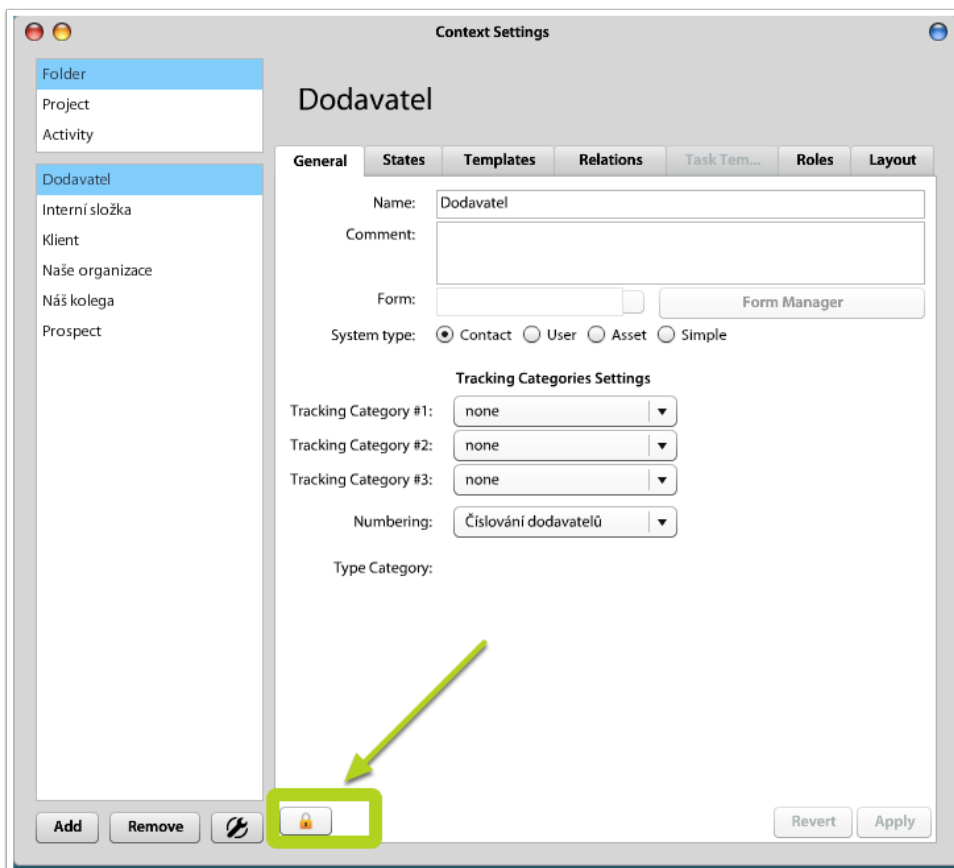 Context Settings
Folder
Project
Activity
Dodavatel
Interní složka
Klient
Naše organizace
Náš kolega
Prospect
Add
Remove
Dodavatel
General
States
Templates
Relations
Task Tem...
Roles
Layout
Name:
Dodavatel
Comment:
Form:
Form Manager
System type:
Contact
User
Asset
Simple
Tracking Categories Settings
Tracking Category #1:
none
Tracking Category #2:
none
Tracking Category #3:
none
Numbering:
Číslování dodavatelů
Type Category:
Revert
Apply